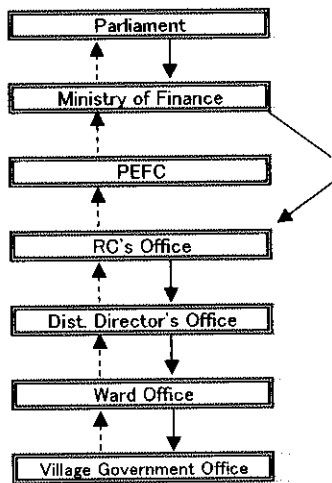 Parliament
Ministry of Finance
PEFC
RC's Office
Dist. Director's Office
Ward Office
Village Government Office